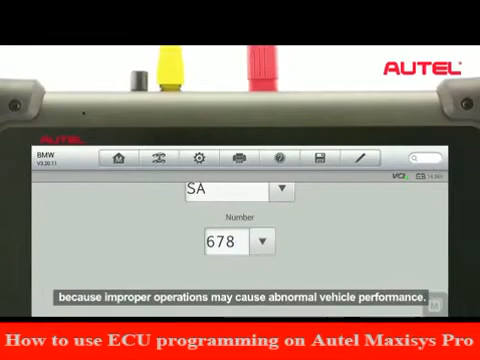 AUTEL
AUTEL
BMW
V3.00.11
VCI
SA
Number
678
because improper operations may cause abnormal vehicle performance.
M
How to use ECU programming on Autel Maxisys Pro